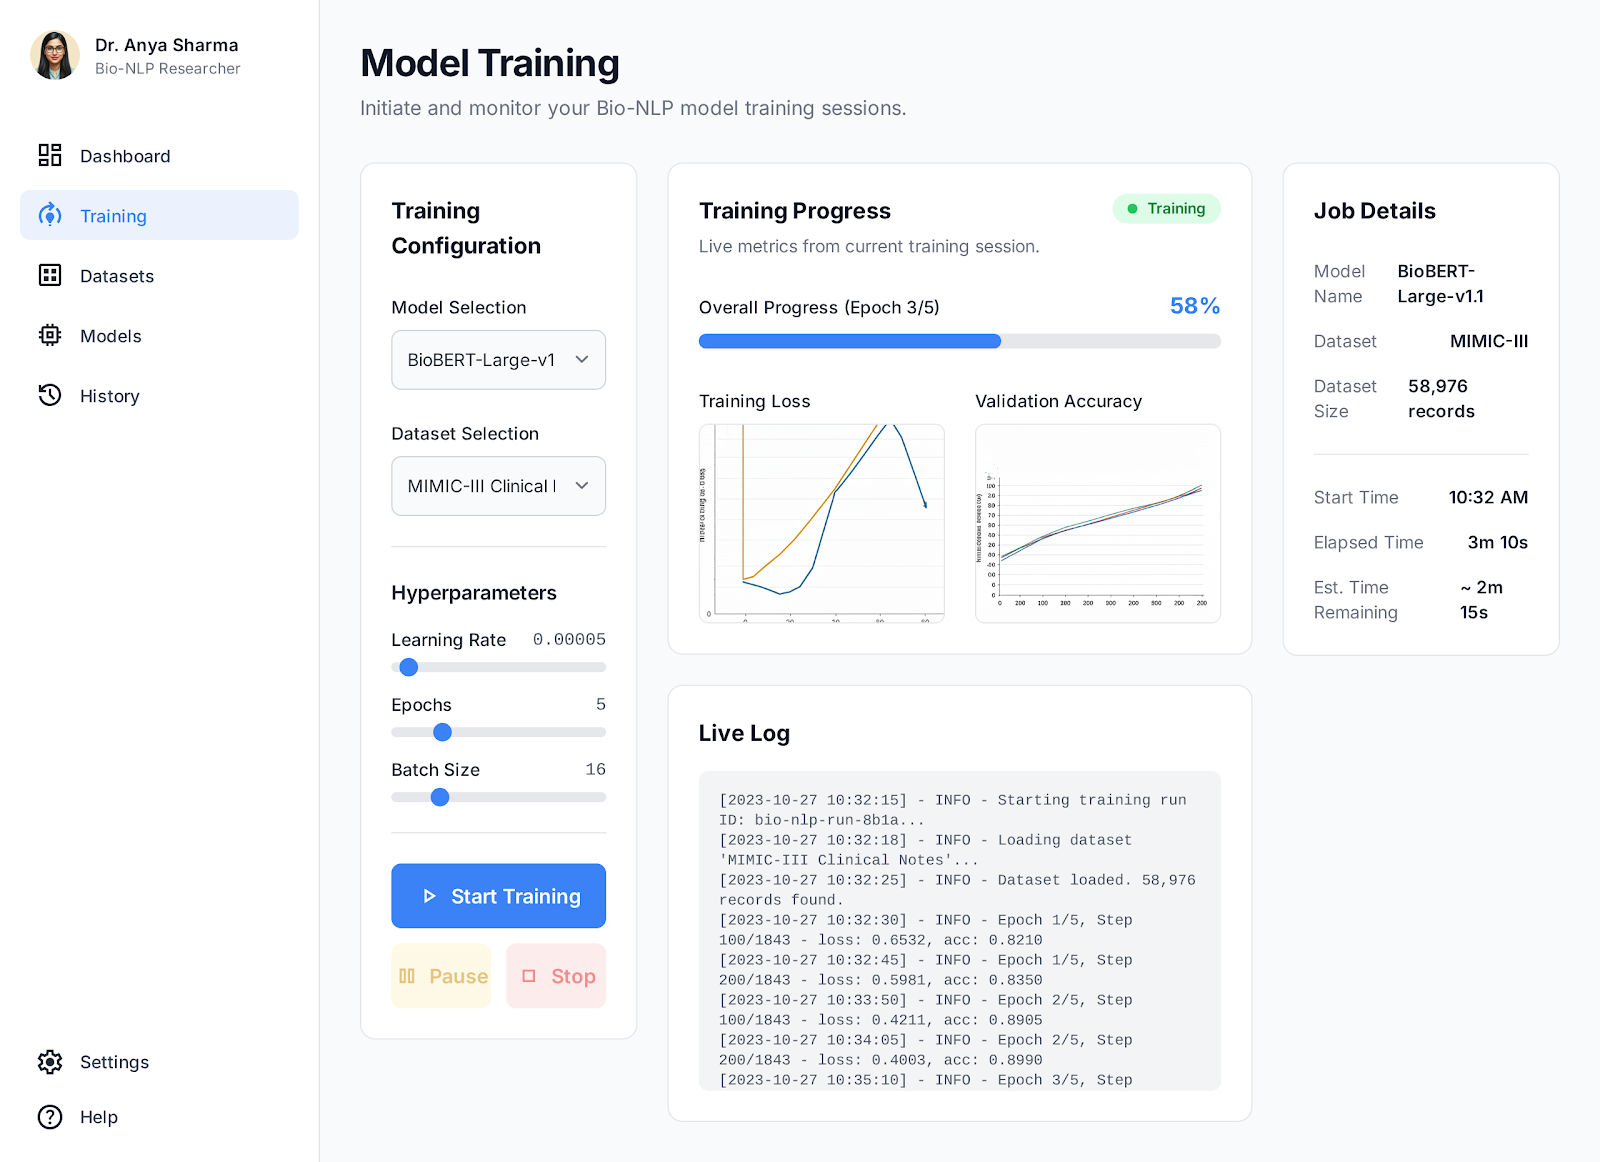 Dr. Anya Sharma
Bio-NLP Researcher
Dashboard
Training
Datasets
Models
History
Settings
Help
Model Training
Initiate and monitor your Bio-NLP model training sessions.
Training
Configuration
Model Selection
BioBERT-Large-v1
Dataset Selection
MIMIC-III Clinical
Hyperparameters
Learning Rate 0.00005
Epochs 5
Batch Size 16
Start Training
Pause Stop
Training Progress
Training
Live metrics from current training session.
Overall Progress (Epoch 3/5) 58%
Training Loss
0
Validation Accuracy
0 200 100 200 300 200 200 200
Live Log
[2023-10-27 10:32:15] - INFO - Starting training run
ID: bio-nlp-run-8b1a...
[2023-10-27 10:32:18] - INFO - Loading dataset
'MIMIC-III Clinical Notes'...
[2023-10-27 10:32:25] - INFO - Dataset loaded. 58,976
records found.
[2023-10-27 10:32:30] - INFO - Epoch 1/5, Step
100/1843 - loss: 0.6532, acc: 0.8210
[2023-10-27 10:32:45] - INFO - Epoch 1/5, Step
200/1843 - loss: 0.5981, acc: 0.8350
[2023-10-27 10:33:50] - INFO - Epoch 2/5, Step
100/1843 - loss: 0.4211, acc: 0.8905
[2023-10-27 10:34:05] - INFO - Epoch 2/5, Step
200/1843 - loss: 0.4003, acc: 0.8990
[2023-10-27 10:35:10] - INFO - Epoch 3/5, Step
Job Details
Model BioBERT-
Name Large-v1.1
Dataset MIMIC-III
Dataset 58,976
Size records
Start Time 10:32 AM
Elapsed Time 3m 10s
Est. Time ~ 2m
Remaining 15s